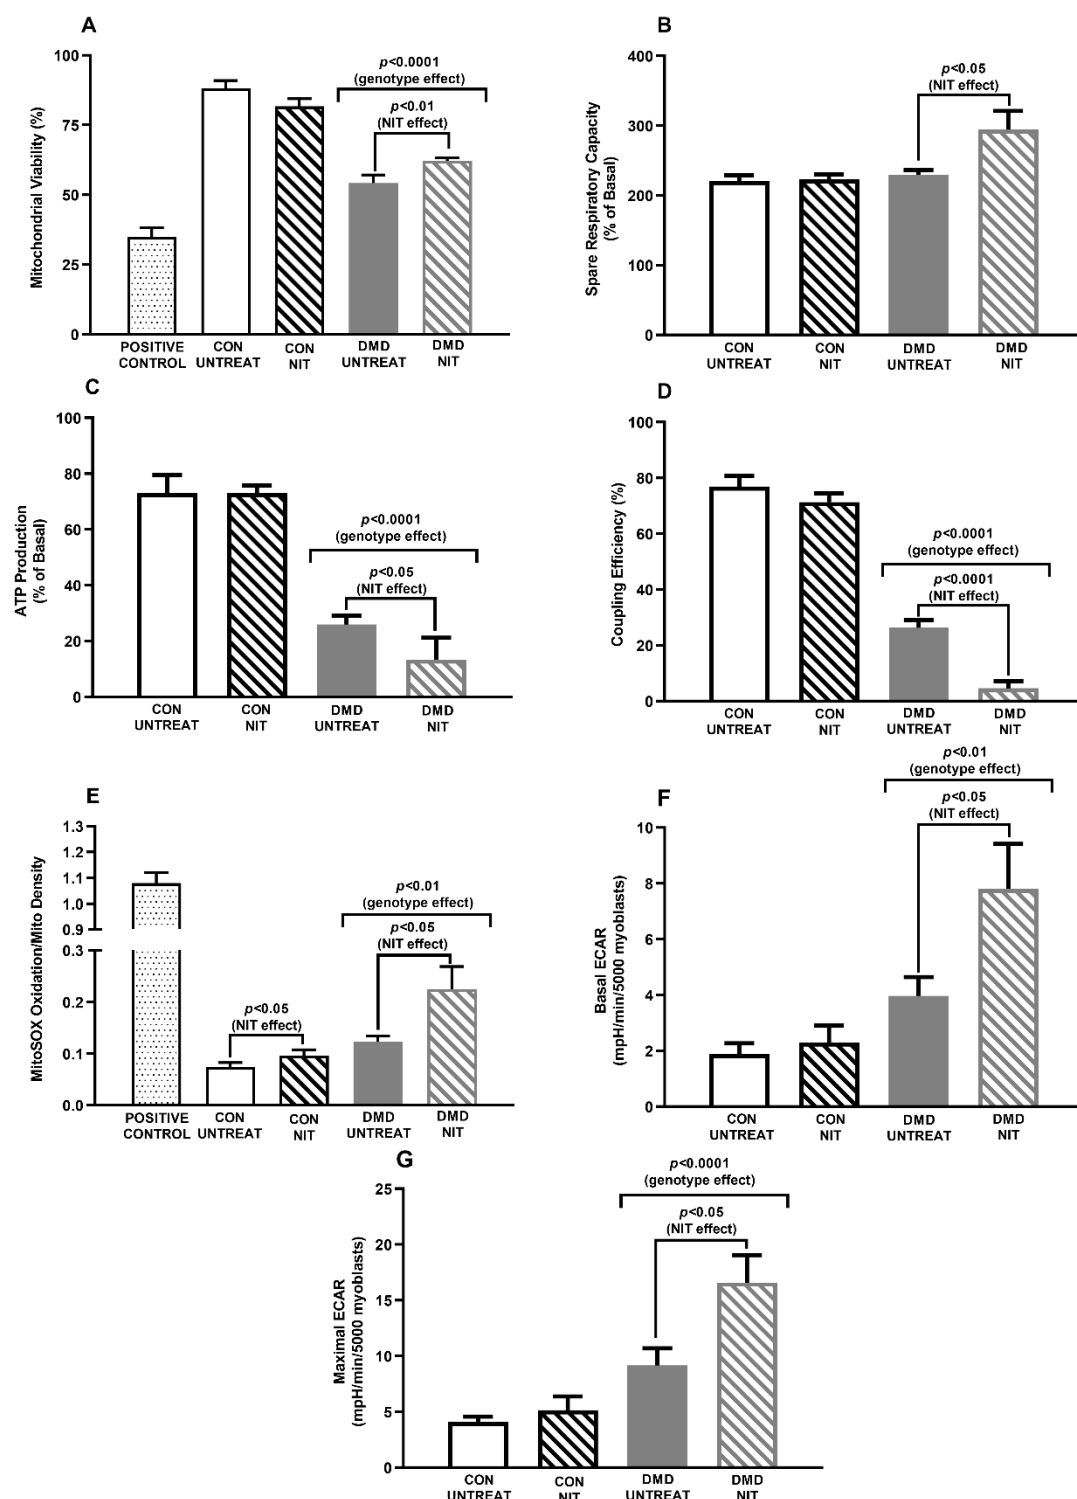 A
Mitochondrial Viability (%)
100
75
50
25
0
p<0.0001
(genotype effect)
p<0.01
(NIT effect)
POSITIVE
CONTROL
CON
UNTREAT
CON
NIT
DMD
UNTREAT
DMD
NIT
B
Spare Respiratory Capacity
(% of Basal)
400
300
200
100
0
p<0.05
(NIT effect)
CON
UNTREAT
CON
NIT
DMD
UNTREAT
DMD
NIT
C
ATP Production
(% of Basal)
100
80
60
40
20
0
p<0.0001
(genotype effect)
p<0.05
(NIT effect)
CON
UNTREAT
CON
NIT
DMD
UNTREAT
DMD
NIT
D
Coupling Efficiency (%)
100
80
60
40
20
0
p<0.0001
(genotype effect)
p<0.0001
(NIT effect)
CON
UNTREAT
CON
NIT
DMD
UNTREAT
DMD
NIT
E
MitoSOX Oxidation/Mito Density
1.3
1.2
1.1
1.0
0.9
0.3
0.2
0.1
0.0
p<0.05
(NIT effect)
p<0.01
(genotype effect)
p<0.05
(NIT effect)
POSITIVE
CONTROL
CON
UNTREAT
CON
NIT
DMD
UNTREAT
DMD
NIT
F
Basal ECAR
(mpH/min/5000 myoblasts)
10
8
6
4
2
0
p<0.01
(genotype effect)
p<0.05
(NIT effect)
CON
UNTREAT
CON
NIT
DMD
UNTREAT
DMD
NIT
G
Maximal ECAR
(mpH/min/5000 myoblasts)
25
20
15
10
5
0
p<0.0001
(genotype effect)
p<0.05
(NIT effect)
CON
UNTREAT
CON
NIT
DMD
UNTREAT
DMD
NIT